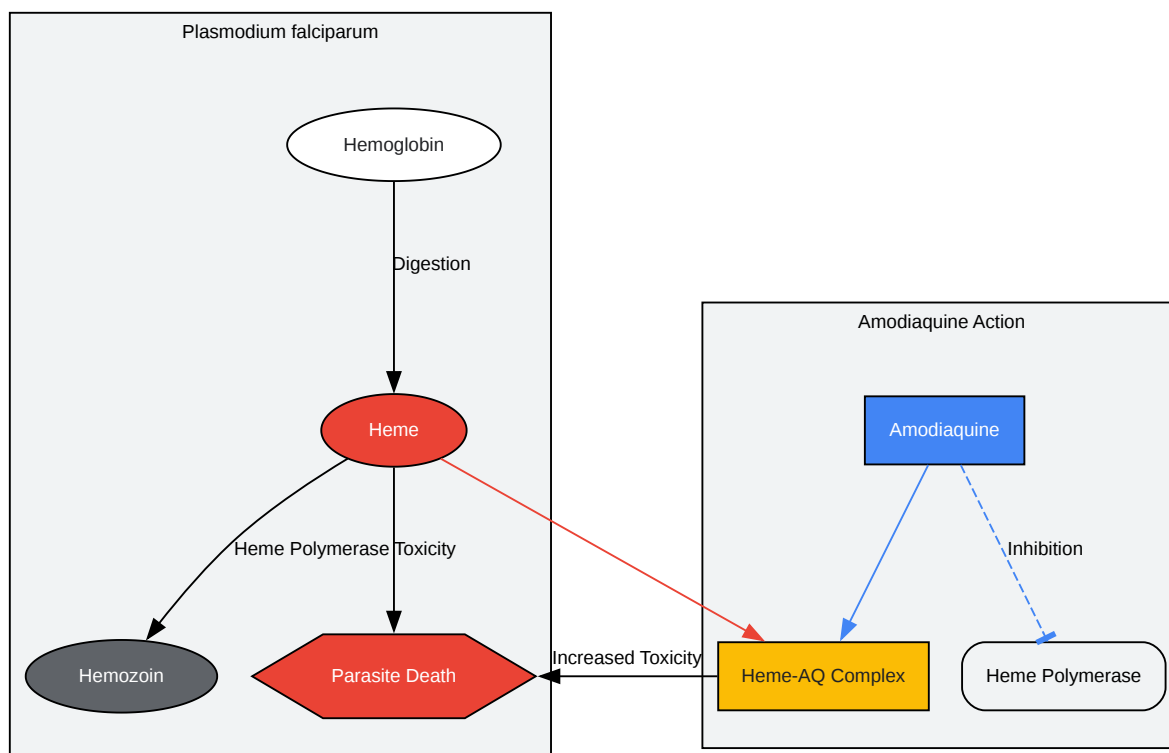 Plasmodium falciparum
Hemoglobin
Digestion
Amodiaquine Action
Heme
Amodiaquine
Heme Polymerase
Toxicity
Inhibition
Hemozoin
Parasite Death
Increased Toxicity
Heme-AQ Complex
Heme Polymerase